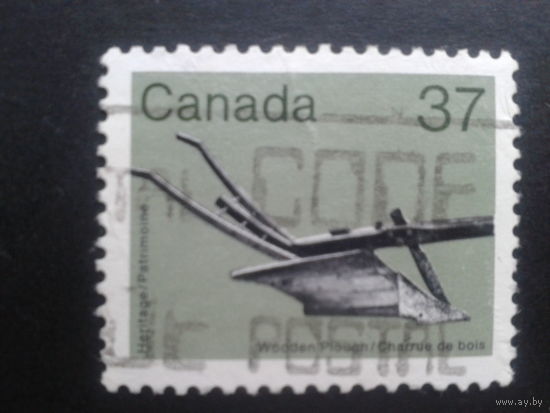 Canada 37
CODE
Heritage/Patrimoine
POSTAL
Wooden Plough/Charrue de bois
www.ay.by